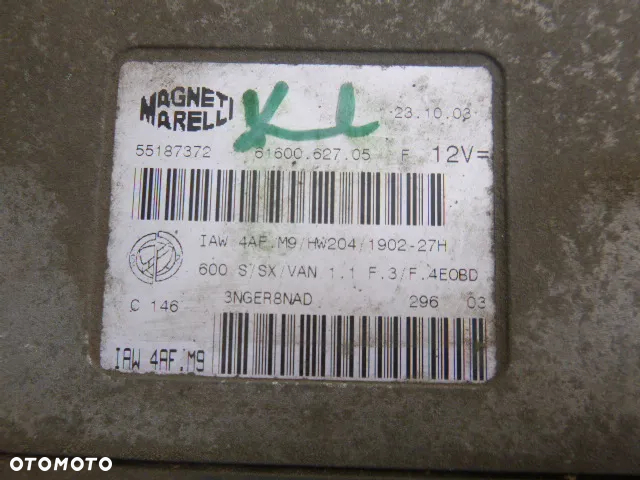 MAGNETI
MARELLI
23.10.03
55187372 61600.627.05 F 12V=
IAW 4AF.M9/HW204/1902-27H
600 S/SX/VAN 1.1 F.3/F.4EOBD
C 146 3NGER8NAD 296 03
IAW 4AF.M9
OTOMOTO